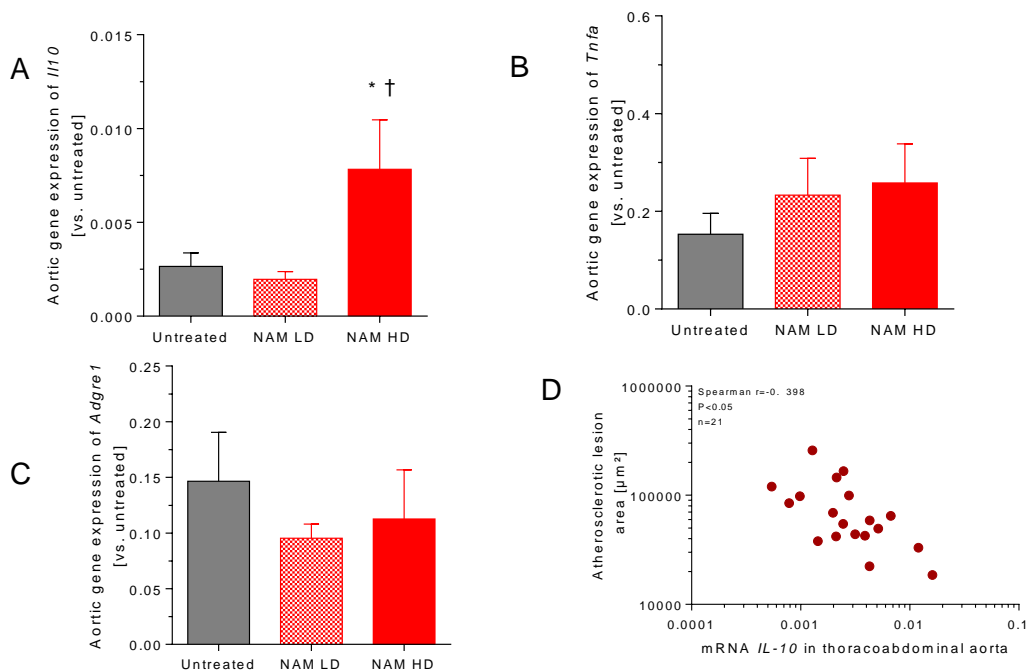 A
Aortic gene expression of Il10
[vs. untreated]
0.015
0.010
0.005
0.000
* †
Untreated NAM LD NAM HD
B
Aortic gene expression of Tnfa
[vs. untreated]
0.6
0.4
0.2
0.0
Untreated NAM LD NAM HD
C
Aortic gene expression of Adgre1
[vs. untreated]
0.25
0.20
0.15
0.10
0.05
0.00
Untreated NAM LD NAM HD
D
Atherosclerotic lesion
area [µm²]
1000000
100000
10000
Spearman r=-0. 398
P<0.05
n=21
0.0001 0.001 0.01 0.1
mRNA IL-10 in thoracoabdominal aorta